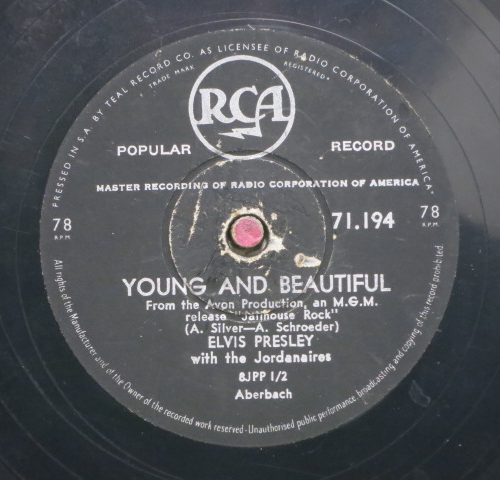 PRESSED IN S.A. BY TEAL RECORD CO. AS LICENSEE OF RADIO CORPORATION OF AMERICA.
TRADE MARK REGISTERED.
RCA
POPULAR RECORD
MASTER RECORDING OF RADIO CORPORATION OF AMERICA
78 R.P.M. 71.194 78 R.P.M.
YOUNG AND BEAUTIFUL
From the Avon Production, an M.G.M.
release "Jailhouse Rock"
(A. Silver—A. Schroeder)
ELVIS PRESLEY
with the Jordanaires
8JPP 1/2
Aberbach
All rights of the Manufacturer and of the Owner of the recorded work reserved - Unauthorised public performance, broadcasting and copying of this record prohibited.